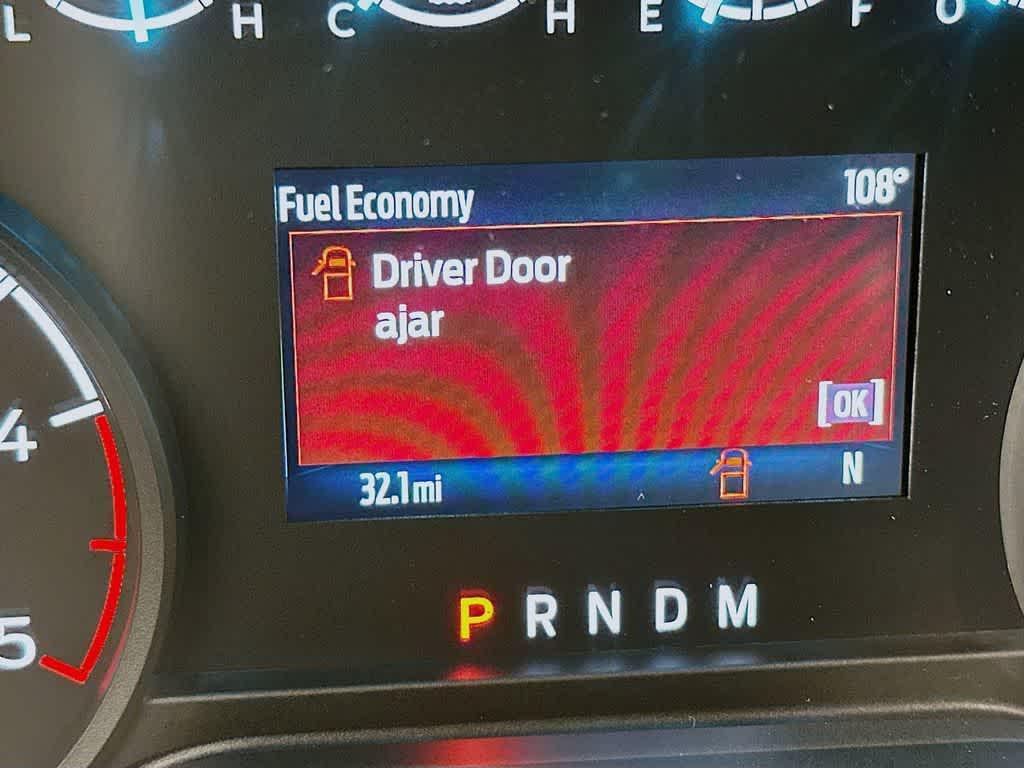 L H C H E F O
Fuel Economy 108°
Driver Door
ajar
[OK]
32.1mi N
4
5
P R N D M